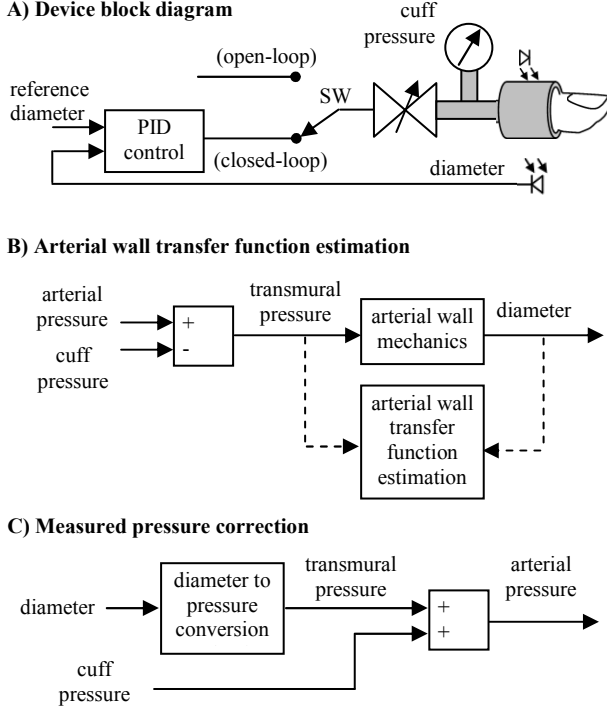 A) Device block diagram
cuff
pressure
(open-loop)
SW
reference
diameter
PID
control
(closed-loop)
diameter
B) Arterial wall transfer function estimation
arterial
pressure
cuff
pressure
+
-
transmural
pressure
arterial wall
mechanics
diameter
arterial wall
transfer
function
estimation
C) Measured pressure correction
diameter
diameter to
pressure
conversion
transmural
pressure
+
+
arterial
pressure
cuff
pressure